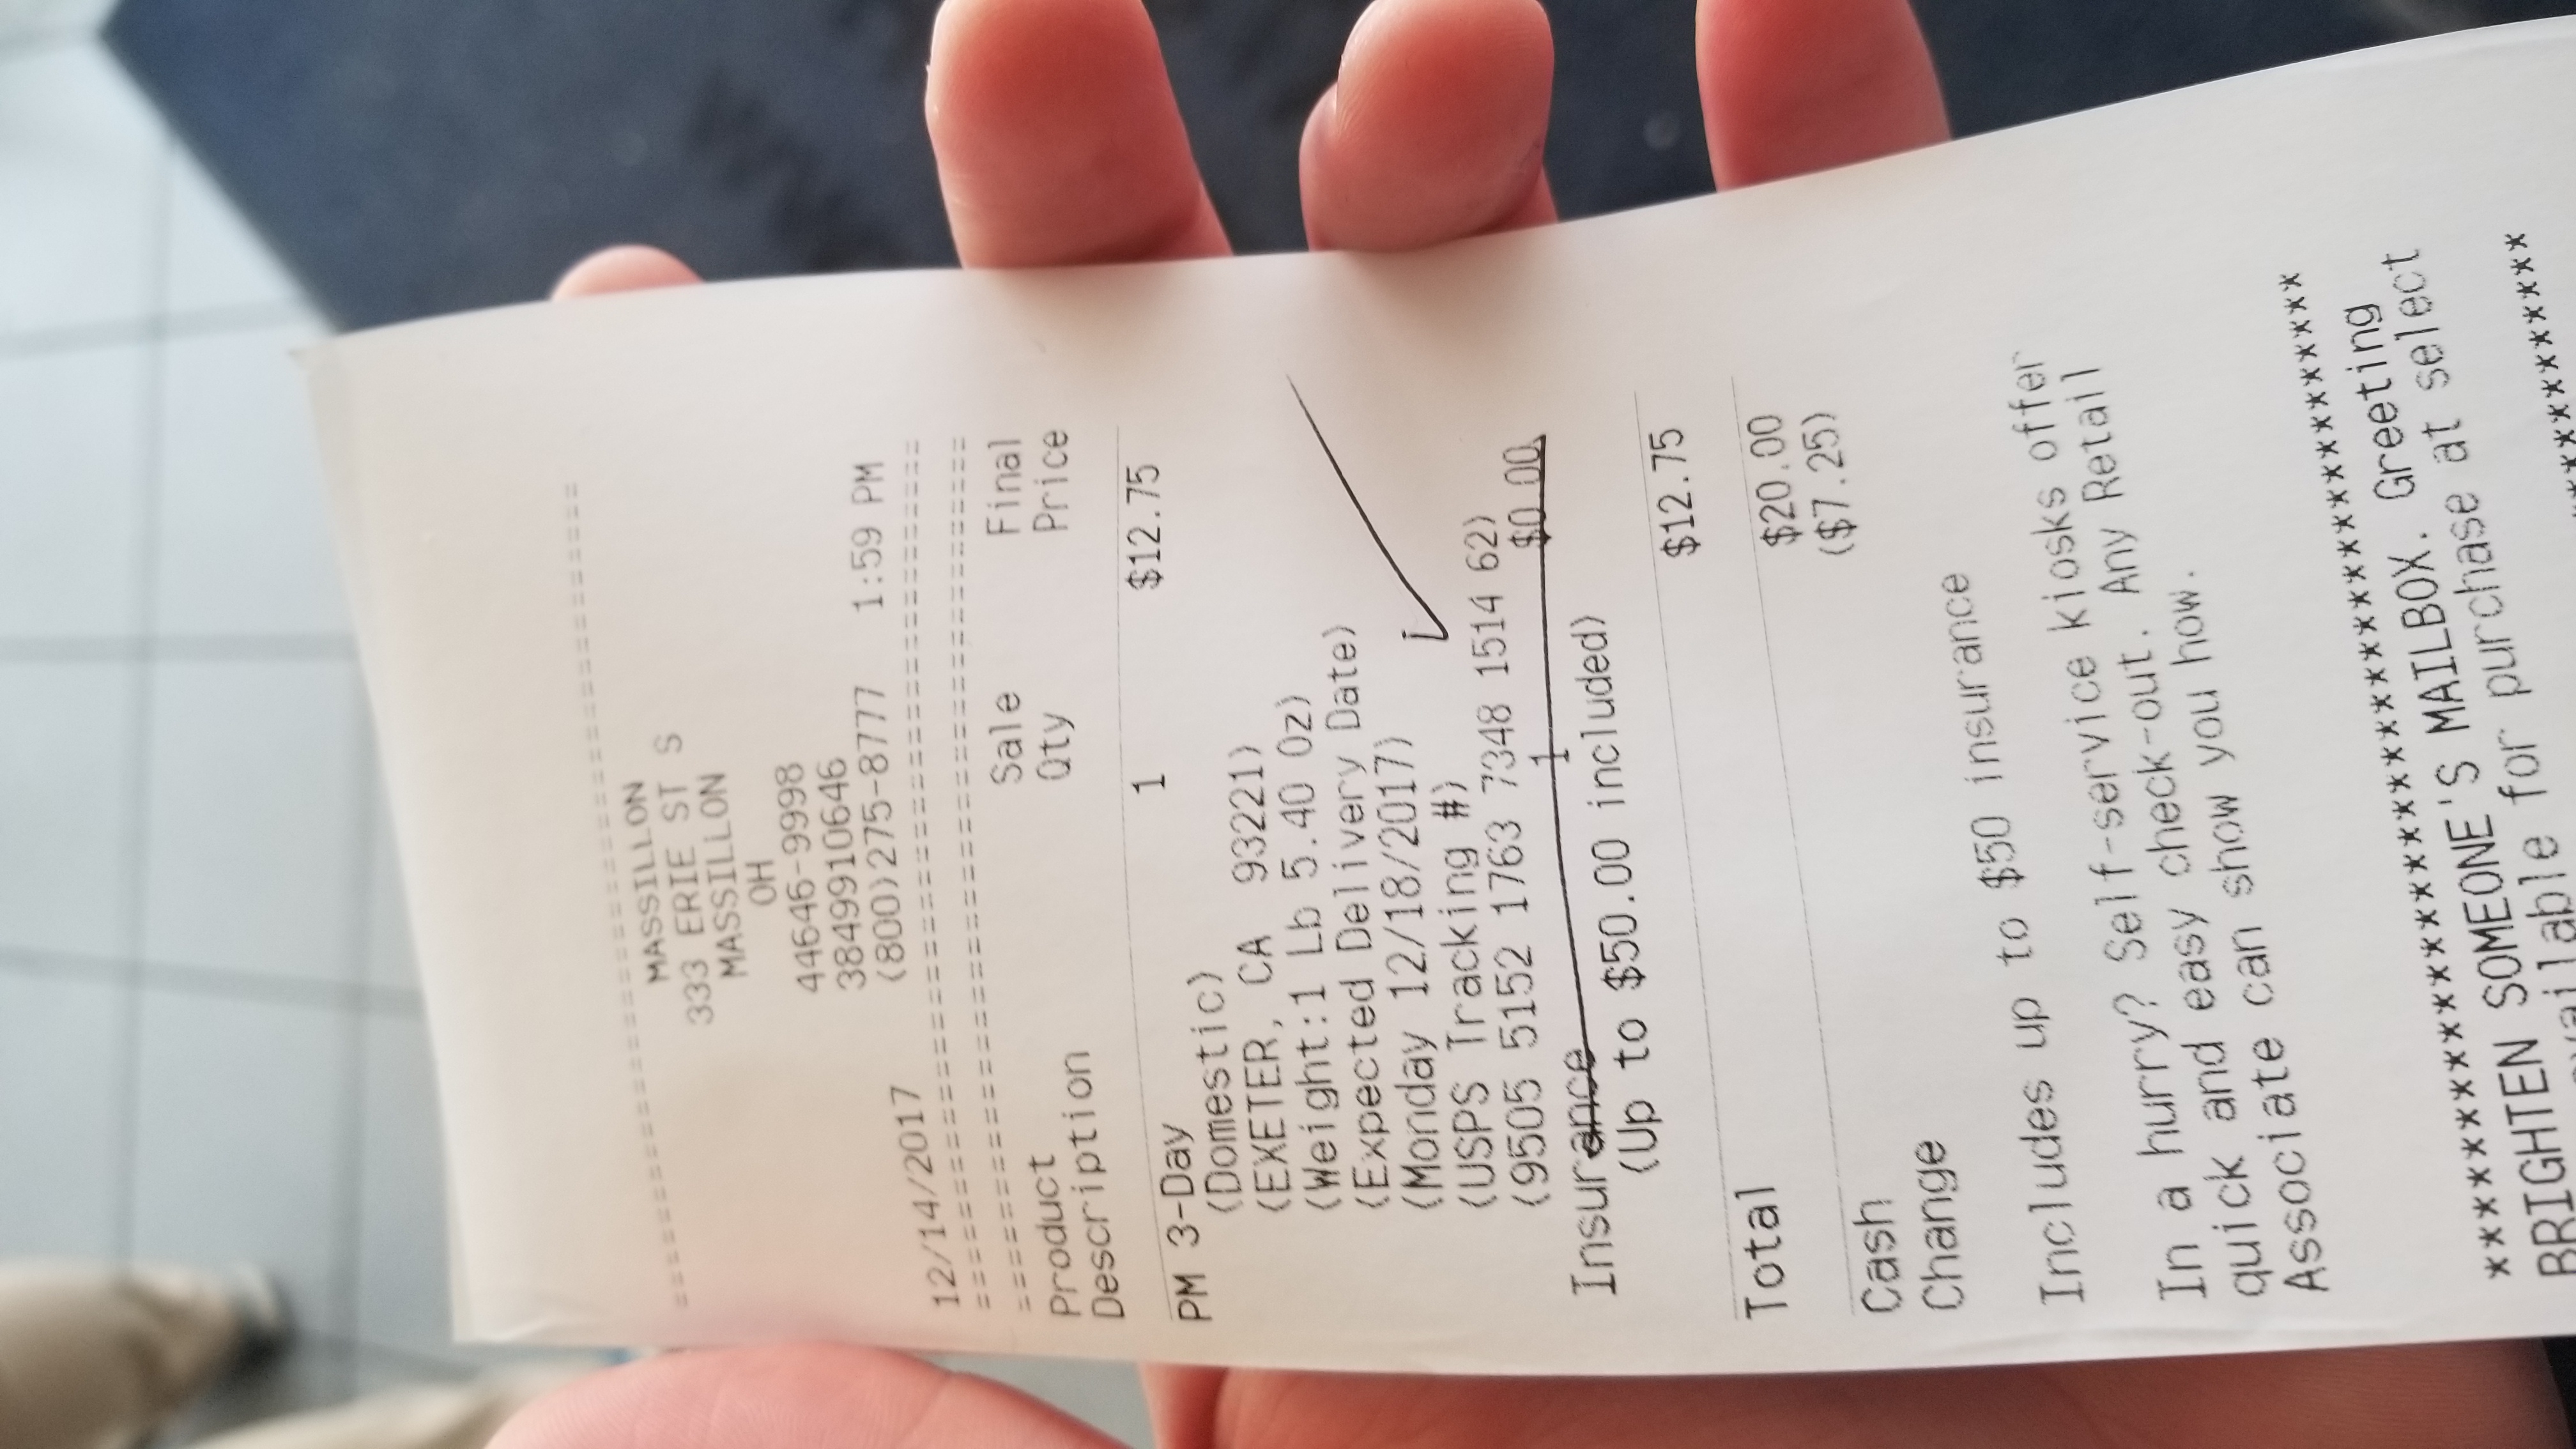 ==============================
MASSILLON
333 ERIE ST S
MASSILLON
OH
44646-9998
3849910646
12/14/2017 (800)275-8777 1:59 PM
==============================
==============================
Product Sale Final
Description Qty Price
PM 3-Day 1 $12.75
(Domestic)
(EXETER, CA 93221)
(Weight:1 Lb 5.40 Oz)
(Expected Delivery Date)
(Monday 12/18/2017)
(USPS Tracking #)
(9505 5152 1763 7348 1514 62)
Insurance 1 $0.00
(Up to $50.00 included)
Total $12.75
Cash $20.00
Change ($7.25)
Includes up to $50 insurance
In a hurry? Self-service kiosks offer
quick and easy check-out. Any Retail
Associate can show you how.
******************************
BRIGHTEN SOMEONE'S MAILBOX. Greeting
available for purchase at select